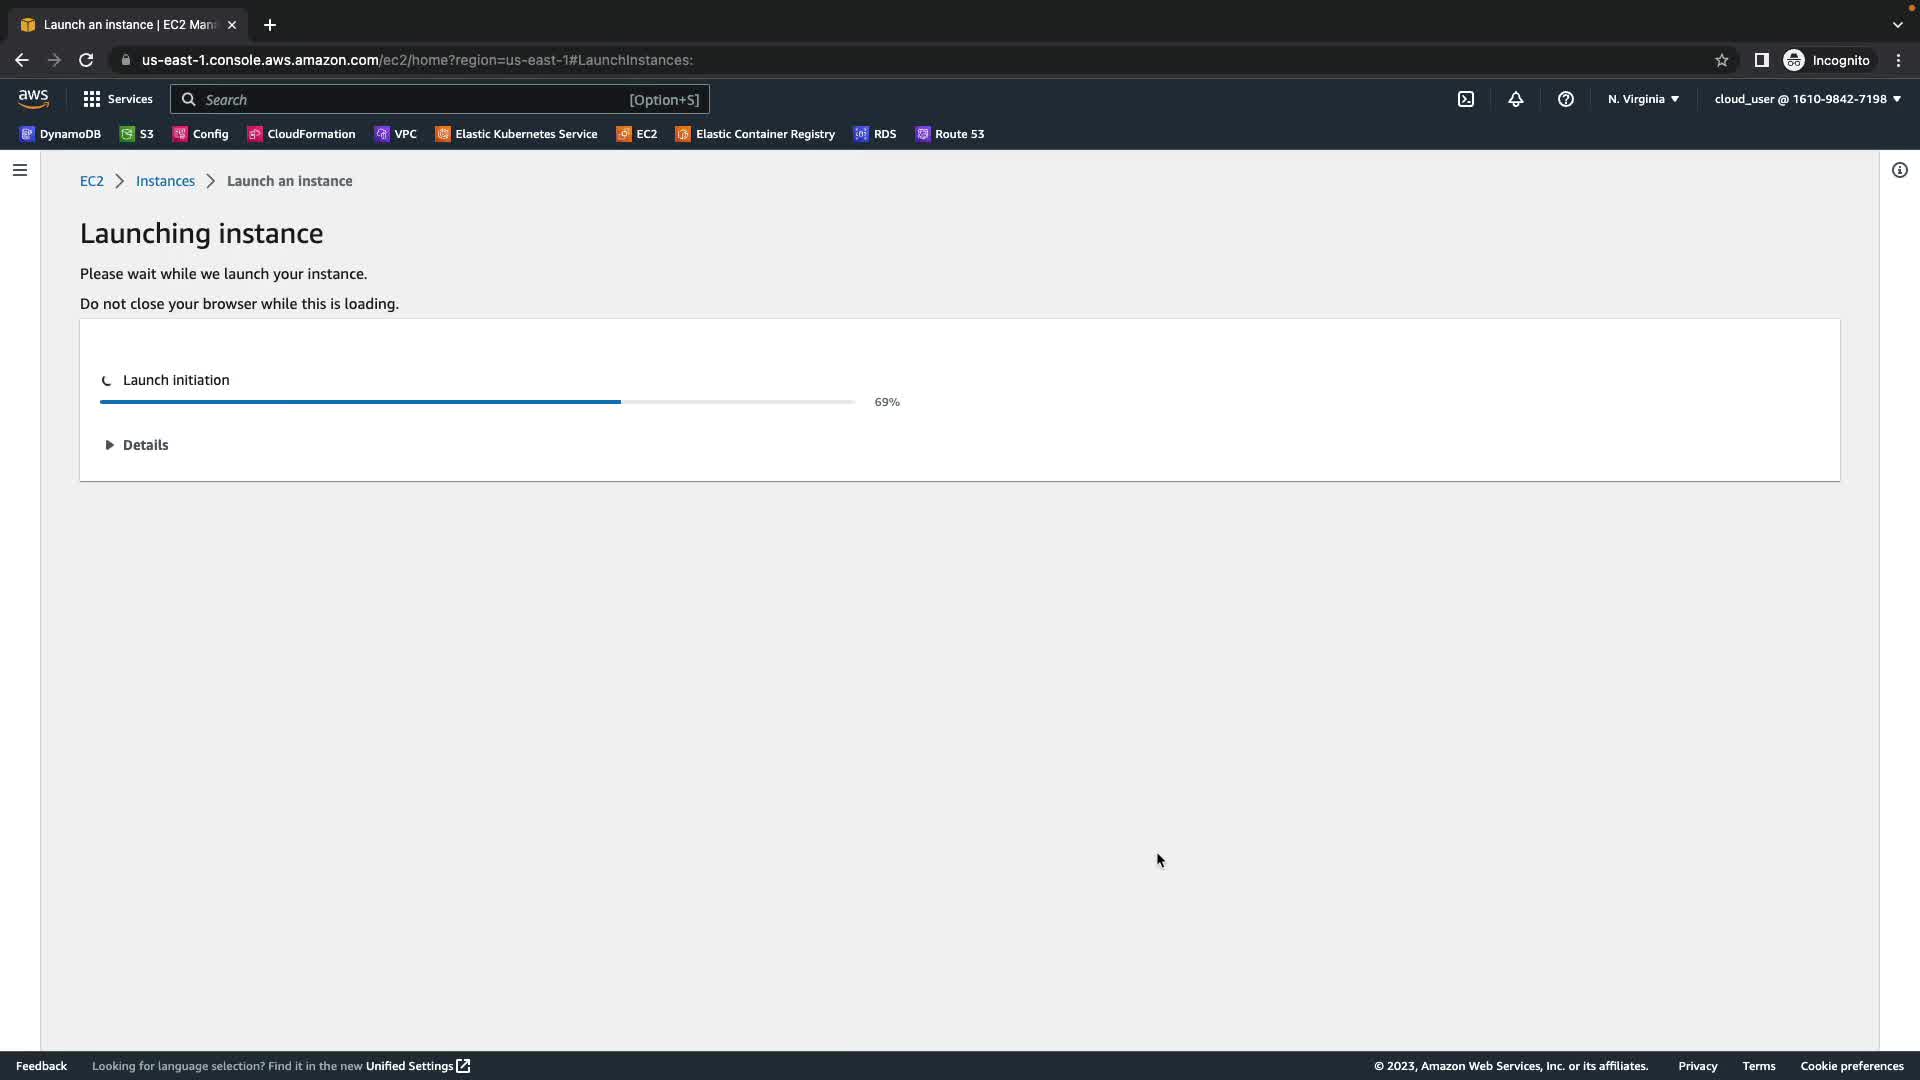 Launch an instance | EC2 Man
us-east-1.console.aws.amazon.com/ec2/home?region=us-east-1#LaunchInstances:
Incognito
aws
Services
Search
[Option+S]
N. Virginia
cloud_user @ 1610-9842-7198
DynamoDB
S3
Config
CloudFormation
VPC
Elastic Kubernetes Service
EC2
Elastic Container Registry
RDS
Route 53
EC2
Instances
Launch an instance
Launching instance
Please wait while we launch your instance.
Do not close your browser while this is loading.
Launch initiation
69%
Details
Feedback
Looking for language selection? Find it in the new Unified Settings
© 2023, Amazon Web Services, Inc. or its affiliates.
Privacy
Terms
Cookie preferences